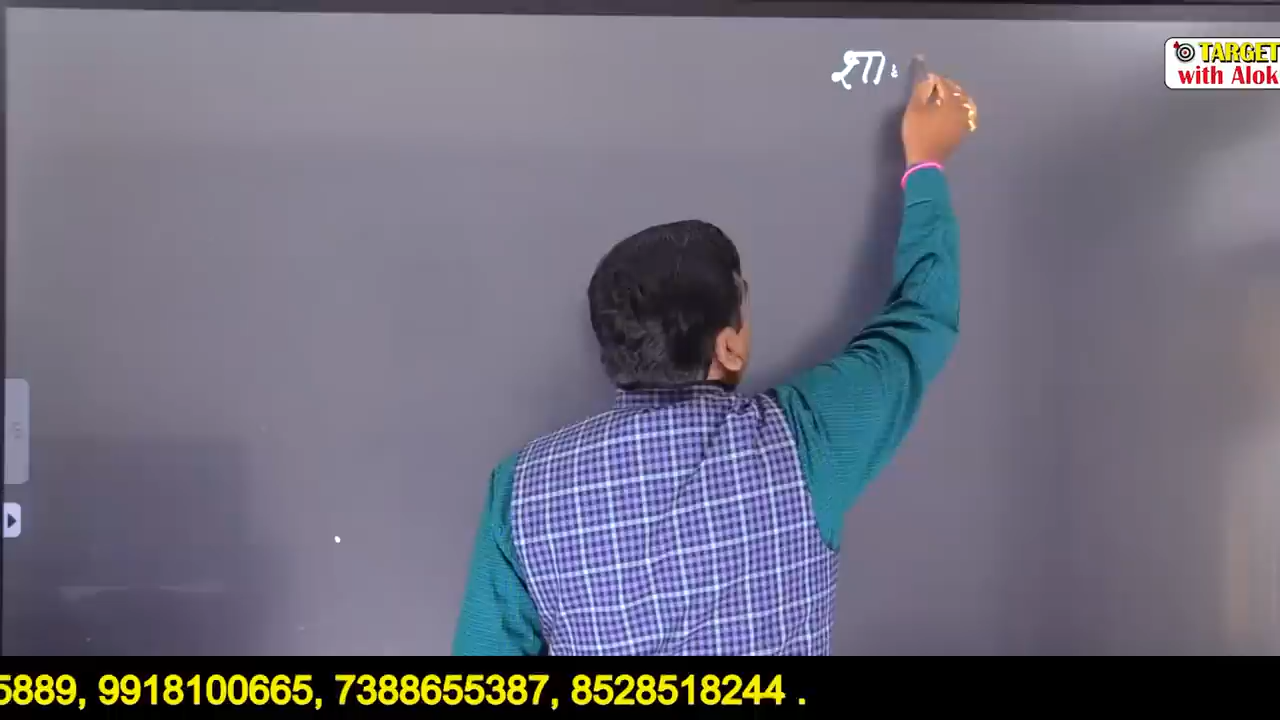 शा
TARGET
with Alok
5889, 9918100665, 7388655387, 8528518244 .